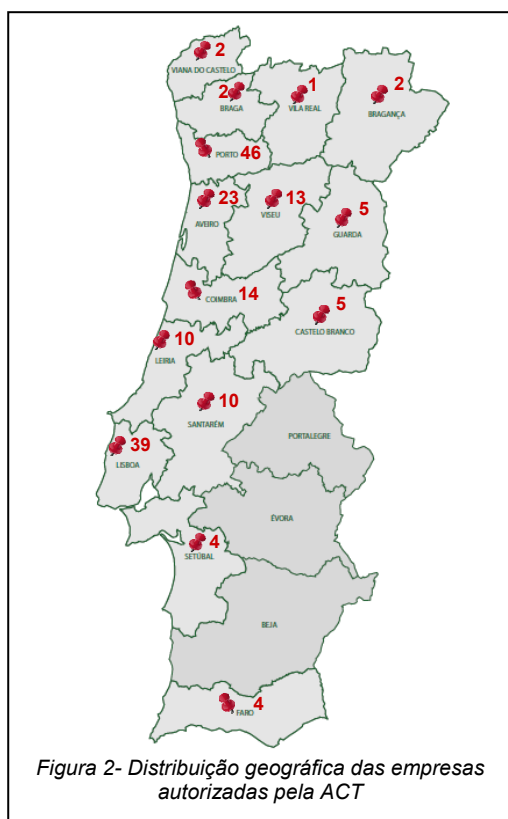 2
VIANA DO CASTELO
2
BRAGA
1
VILA REAL
2
BRAGANÇA
PORTO 46
23
AVEIRO
13
VISEU
5
GUARDA
COIMBRA 14
5
CASTELO BRANCO
10
LEIRIA
10
SANTARÉM
PORTALEGRE
39
LISBOA
ÉVORA
4
SETÚBAL
BEJA
4
FARO
Figura 2- Distribuição geográfica das empresas
autorizadas pela ACT